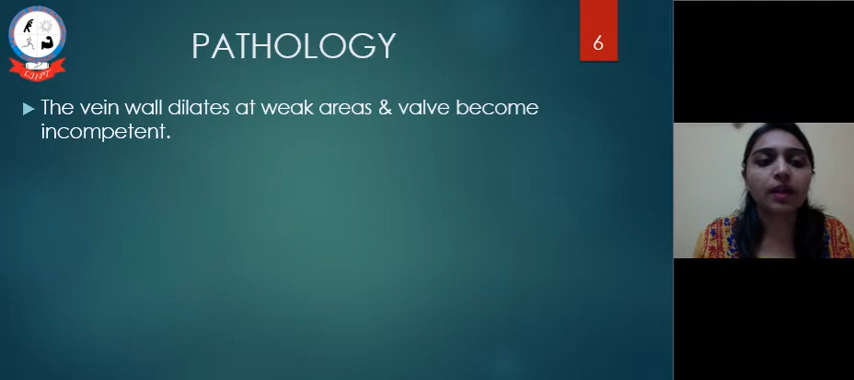 PATHOLOGY
6
The vein wall dilates at weak areas & valve become
incompetent.